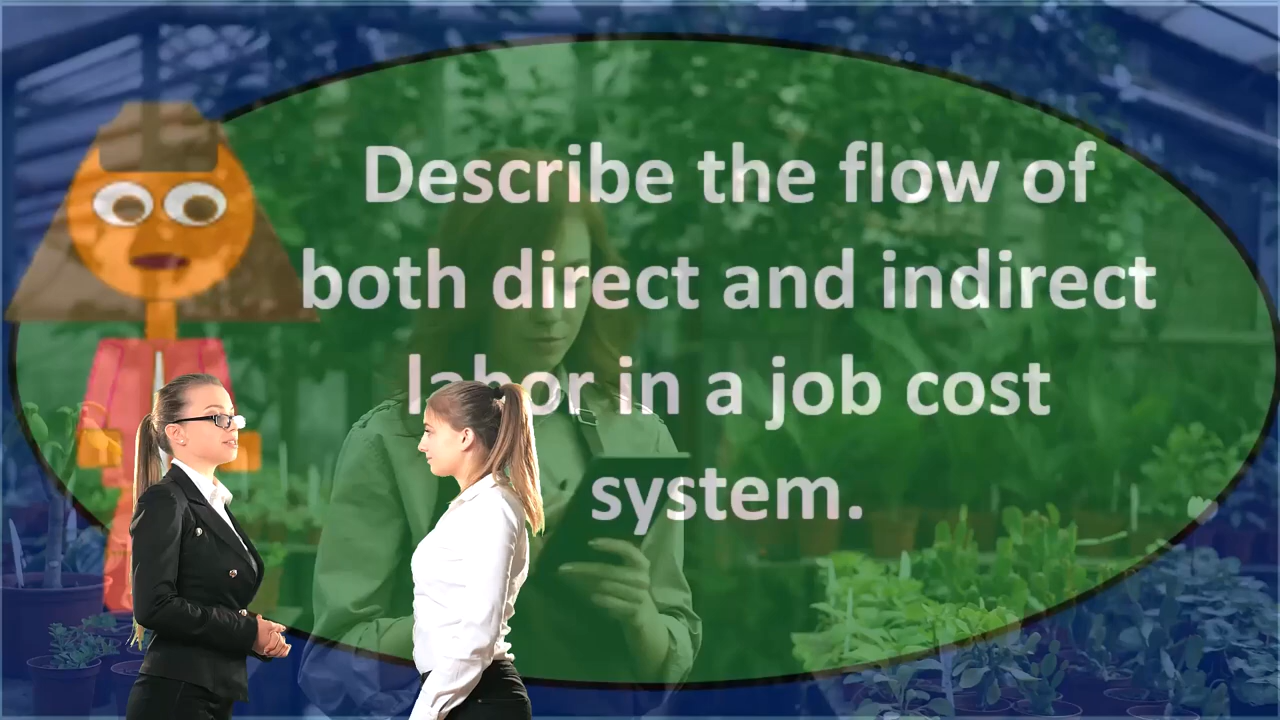 Describe the flow of
both direct and indirect
labor in a job cost
system.